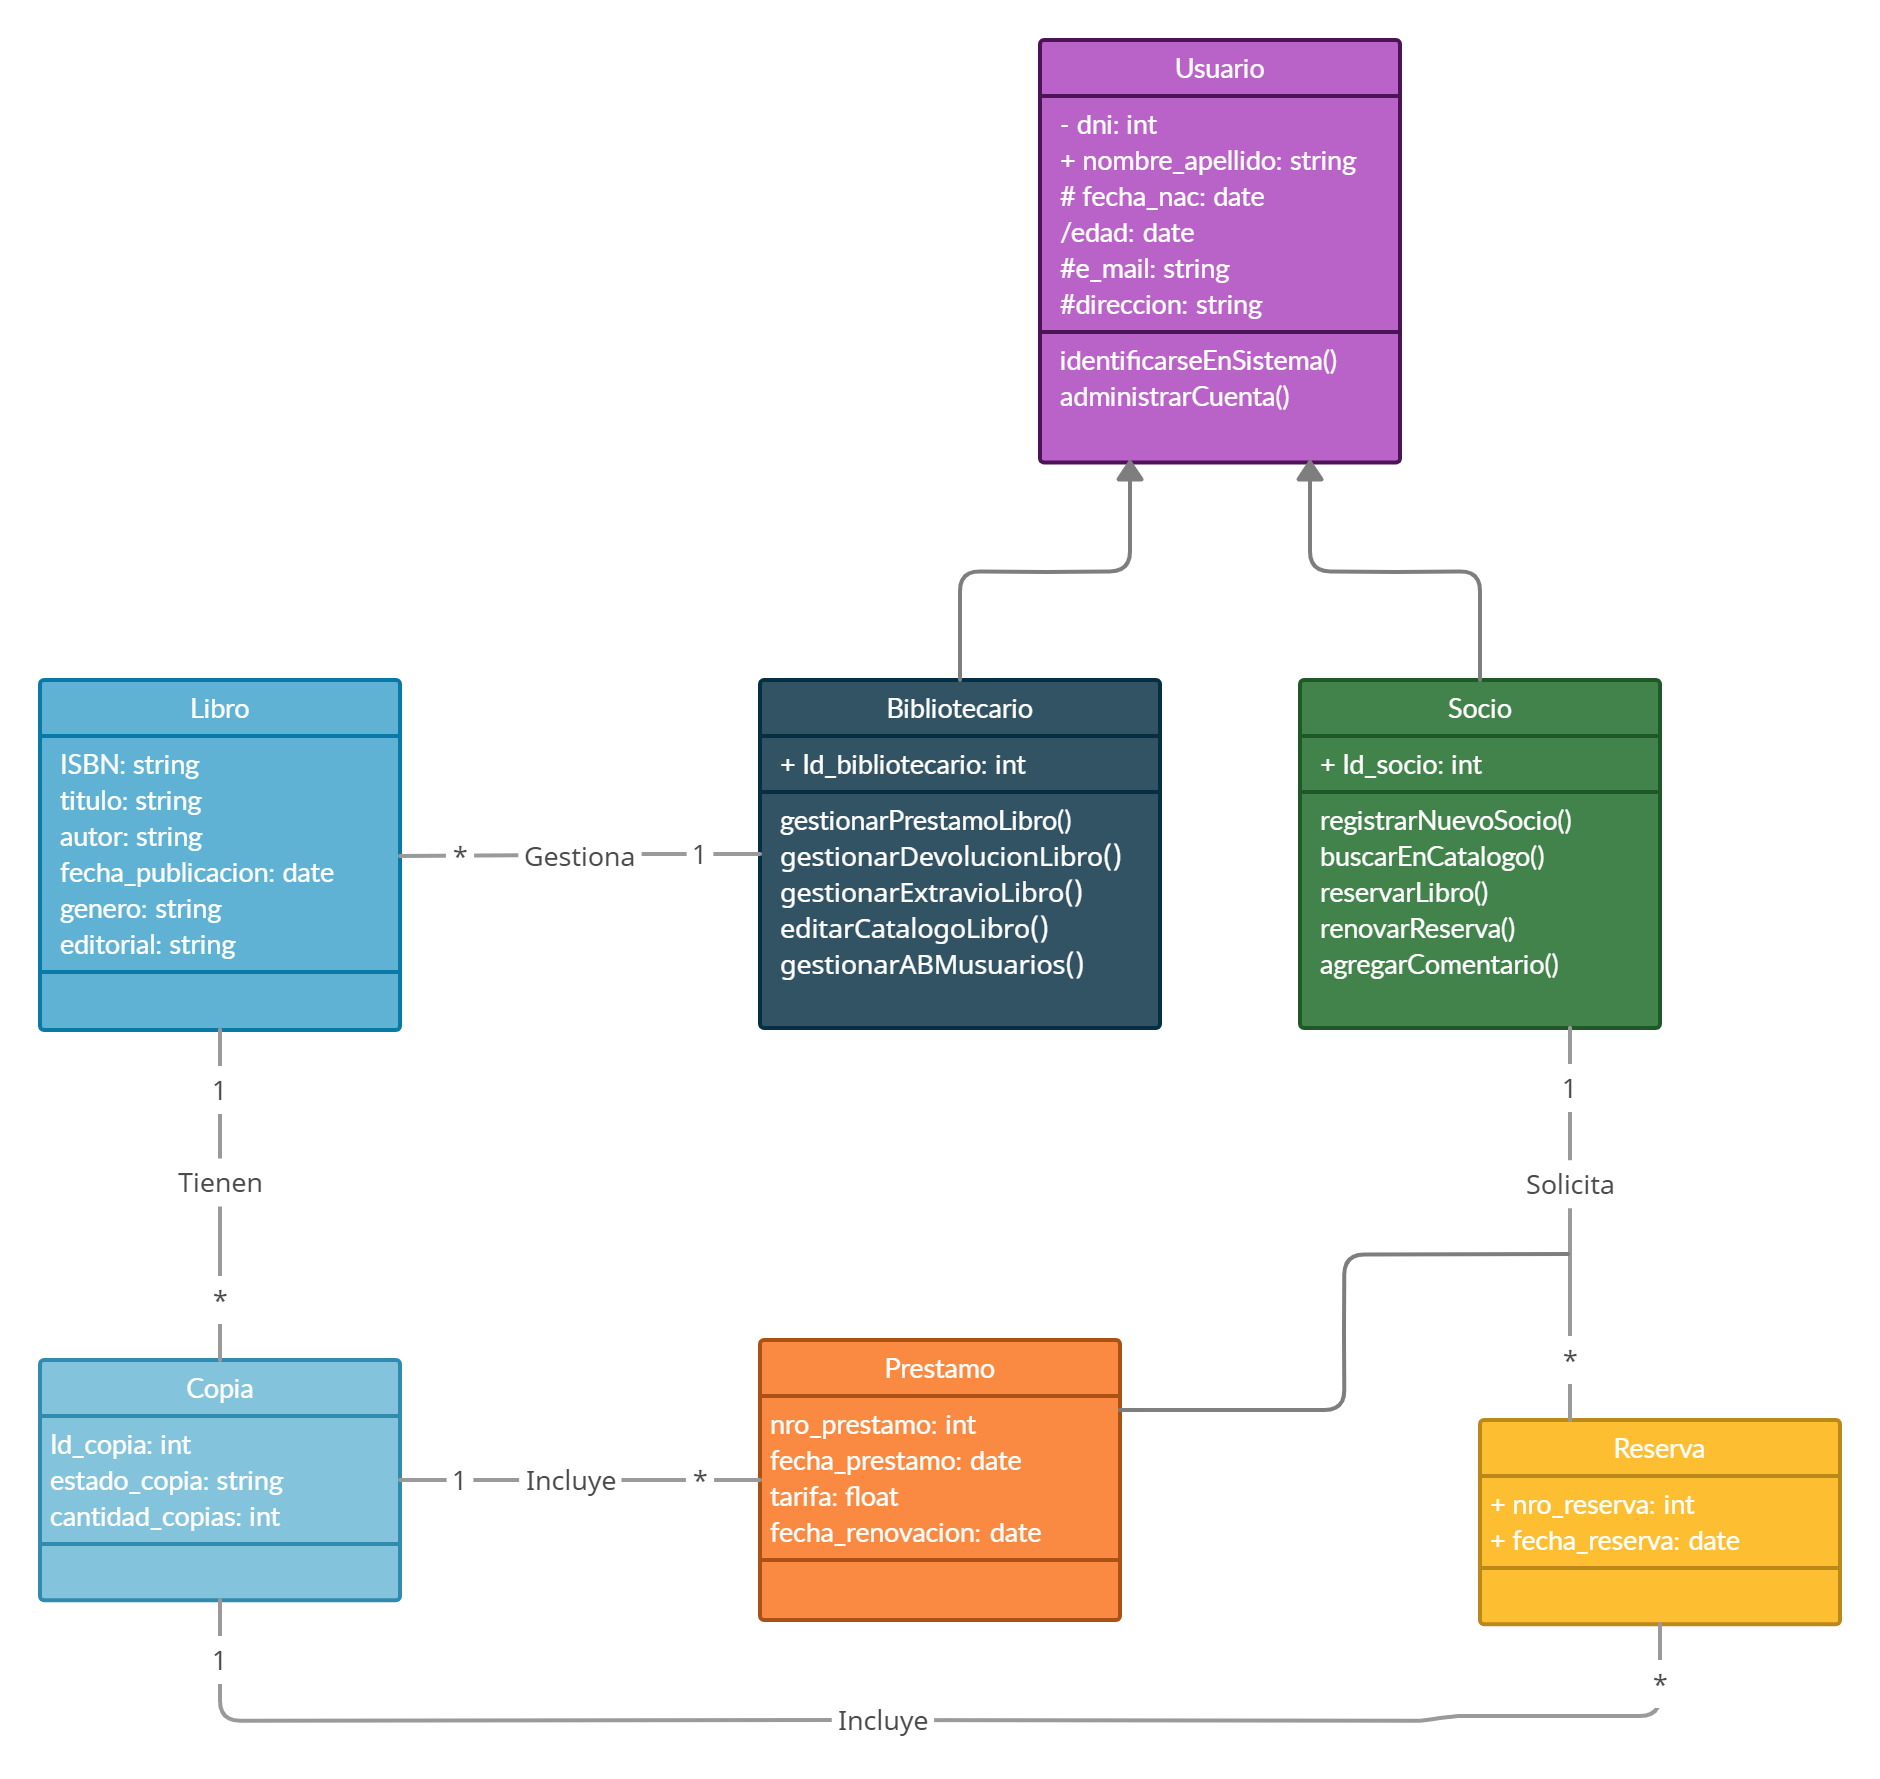 Usuario
- dni: int
+ nombre_apellido: string
# fecha_nac: date
/edad: date
#e_mail: string
#direccion: string
identificarseEnSistema()
administrarCuenta()
Libro
ISBN: string
titulo: string
autor: string
fecha_publicacion: date
genero: string
editorial: string
* Gestiona 1
Bibliotecario
+ Id_bibliotecario: int
gestionarPrestamoLibro()
gestionarDevolucionLibro()
gestionarExtravioLibro()
editarCatalogoLibro()
gestionarABMusuarios()
Socio
+ Id_socio: int
registrarNuevoSocio()
buscarEnCatalogo()
reservarLibro()
renovarReserva()
agregarComentario()
1
Tienen
*
1
Solicita
*
Copia
Id_copia: int
estado_copia: string
cantidad_copias: int
1 Incluye *
Prestamo
nro_prestamo: int
fecha_prestamo: date
tarifa: float
fecha_renovacion: date
Reserva
+ nro_reserva: int
+ fecha_reserva: date
1
Incluye
*